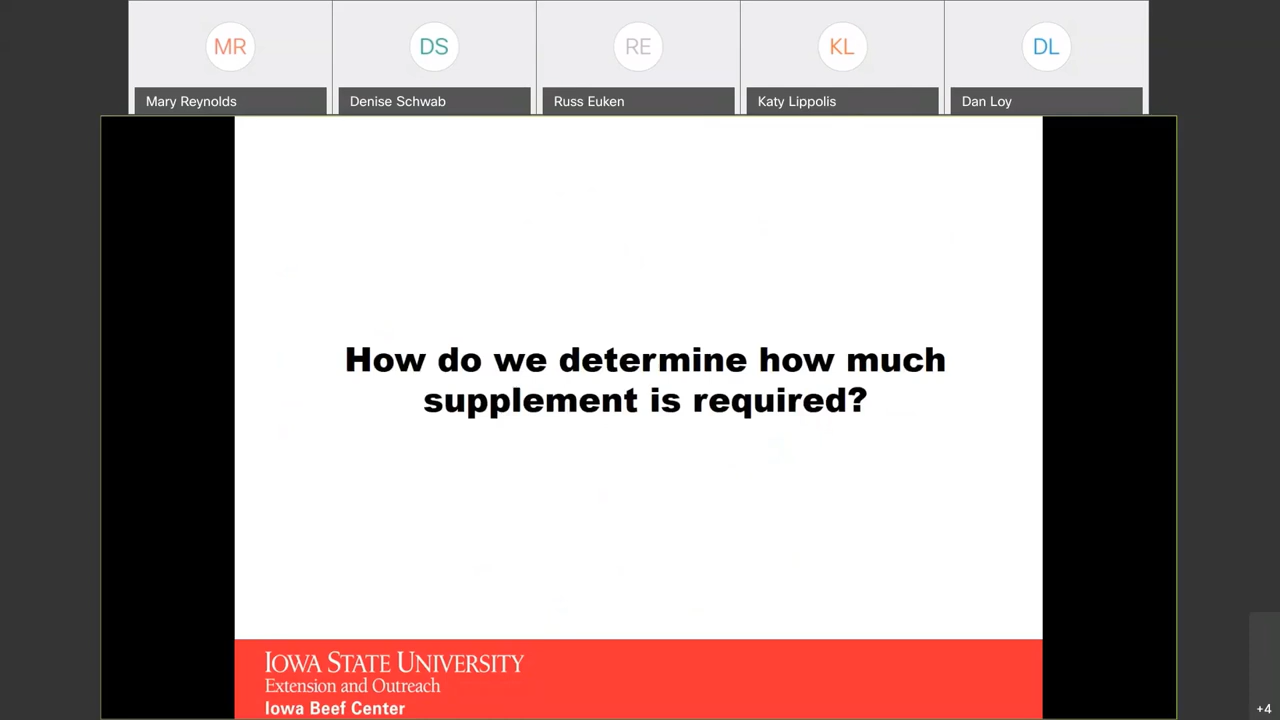 MR
DS
RE
KL
DL
Mary Reynolds
Denise Schwab
Russ Euken
Katy Lippolis
Dan Loy
How do we determine how much
supplement is required?
IOWA STATE UNIVERSITY
Extension and Outreach
Iowa Beef Center
+4